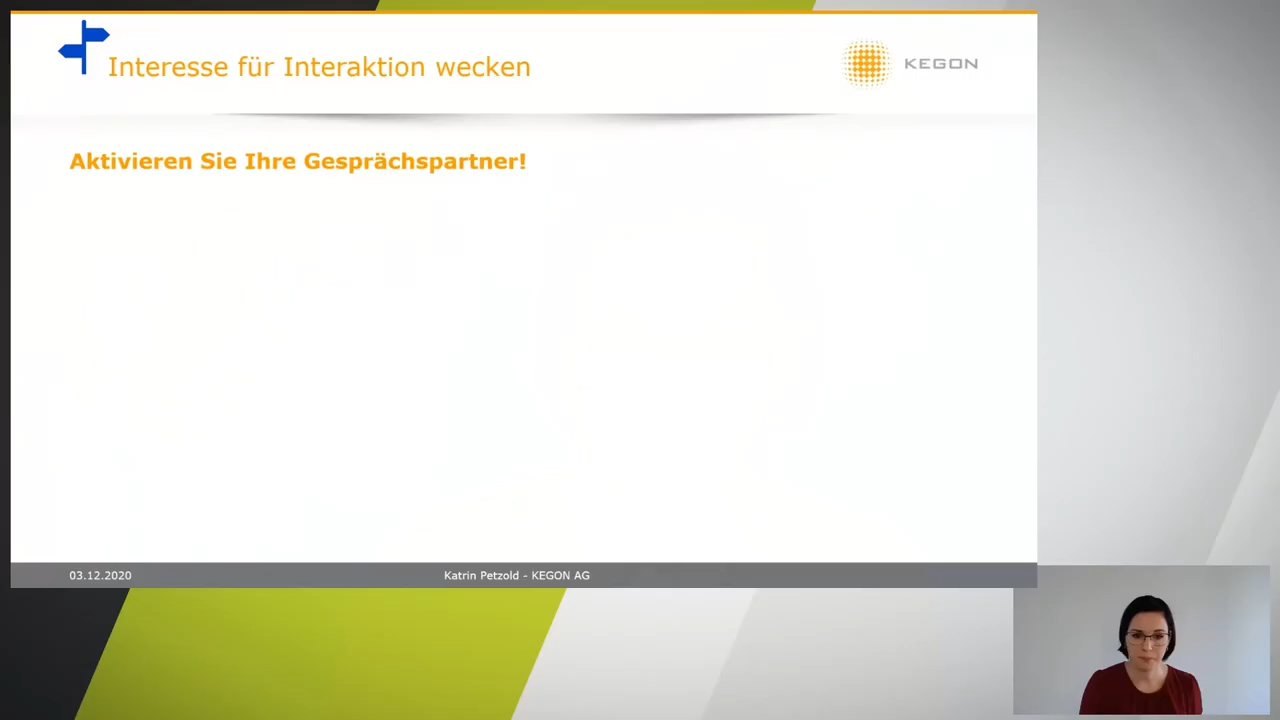 Interesse für Interaktion wecken
KEGON
Aktivieren Sie Ihre Gesprächspartner!
03.12.2020
Katrin Petzold - KEGON AG